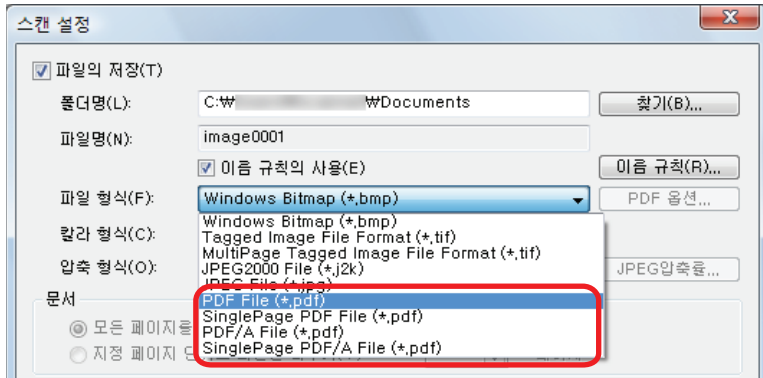 스캔 설정
파일의 저장(T)
폴더명(L): C:₩ ₩Documents 찾기(B)...
파일명(N): image0001
이름 규칙의 사용(E) 이름 규칙(R)...
파일 형식(F): Windows Bitmap (*.bmp) PDF 옵션...
Windows Bitmap (*.bmp)
칼라 형식(C): Tagged Image File Format (*.tif)
MultiPage Tagged Image File Format (*.tif)
압축 형식(O): JPEG2000 File (*.j2k) JPEG압축률...
JPEG File (*.jpg)
문서 PDF File (*.pdf)
SinglePage PDF File (*.pdf)
모든 페이지를 PDF/A File (*.pdf)
지정 페이지 SinglePage PDF/A File (*.pdf)